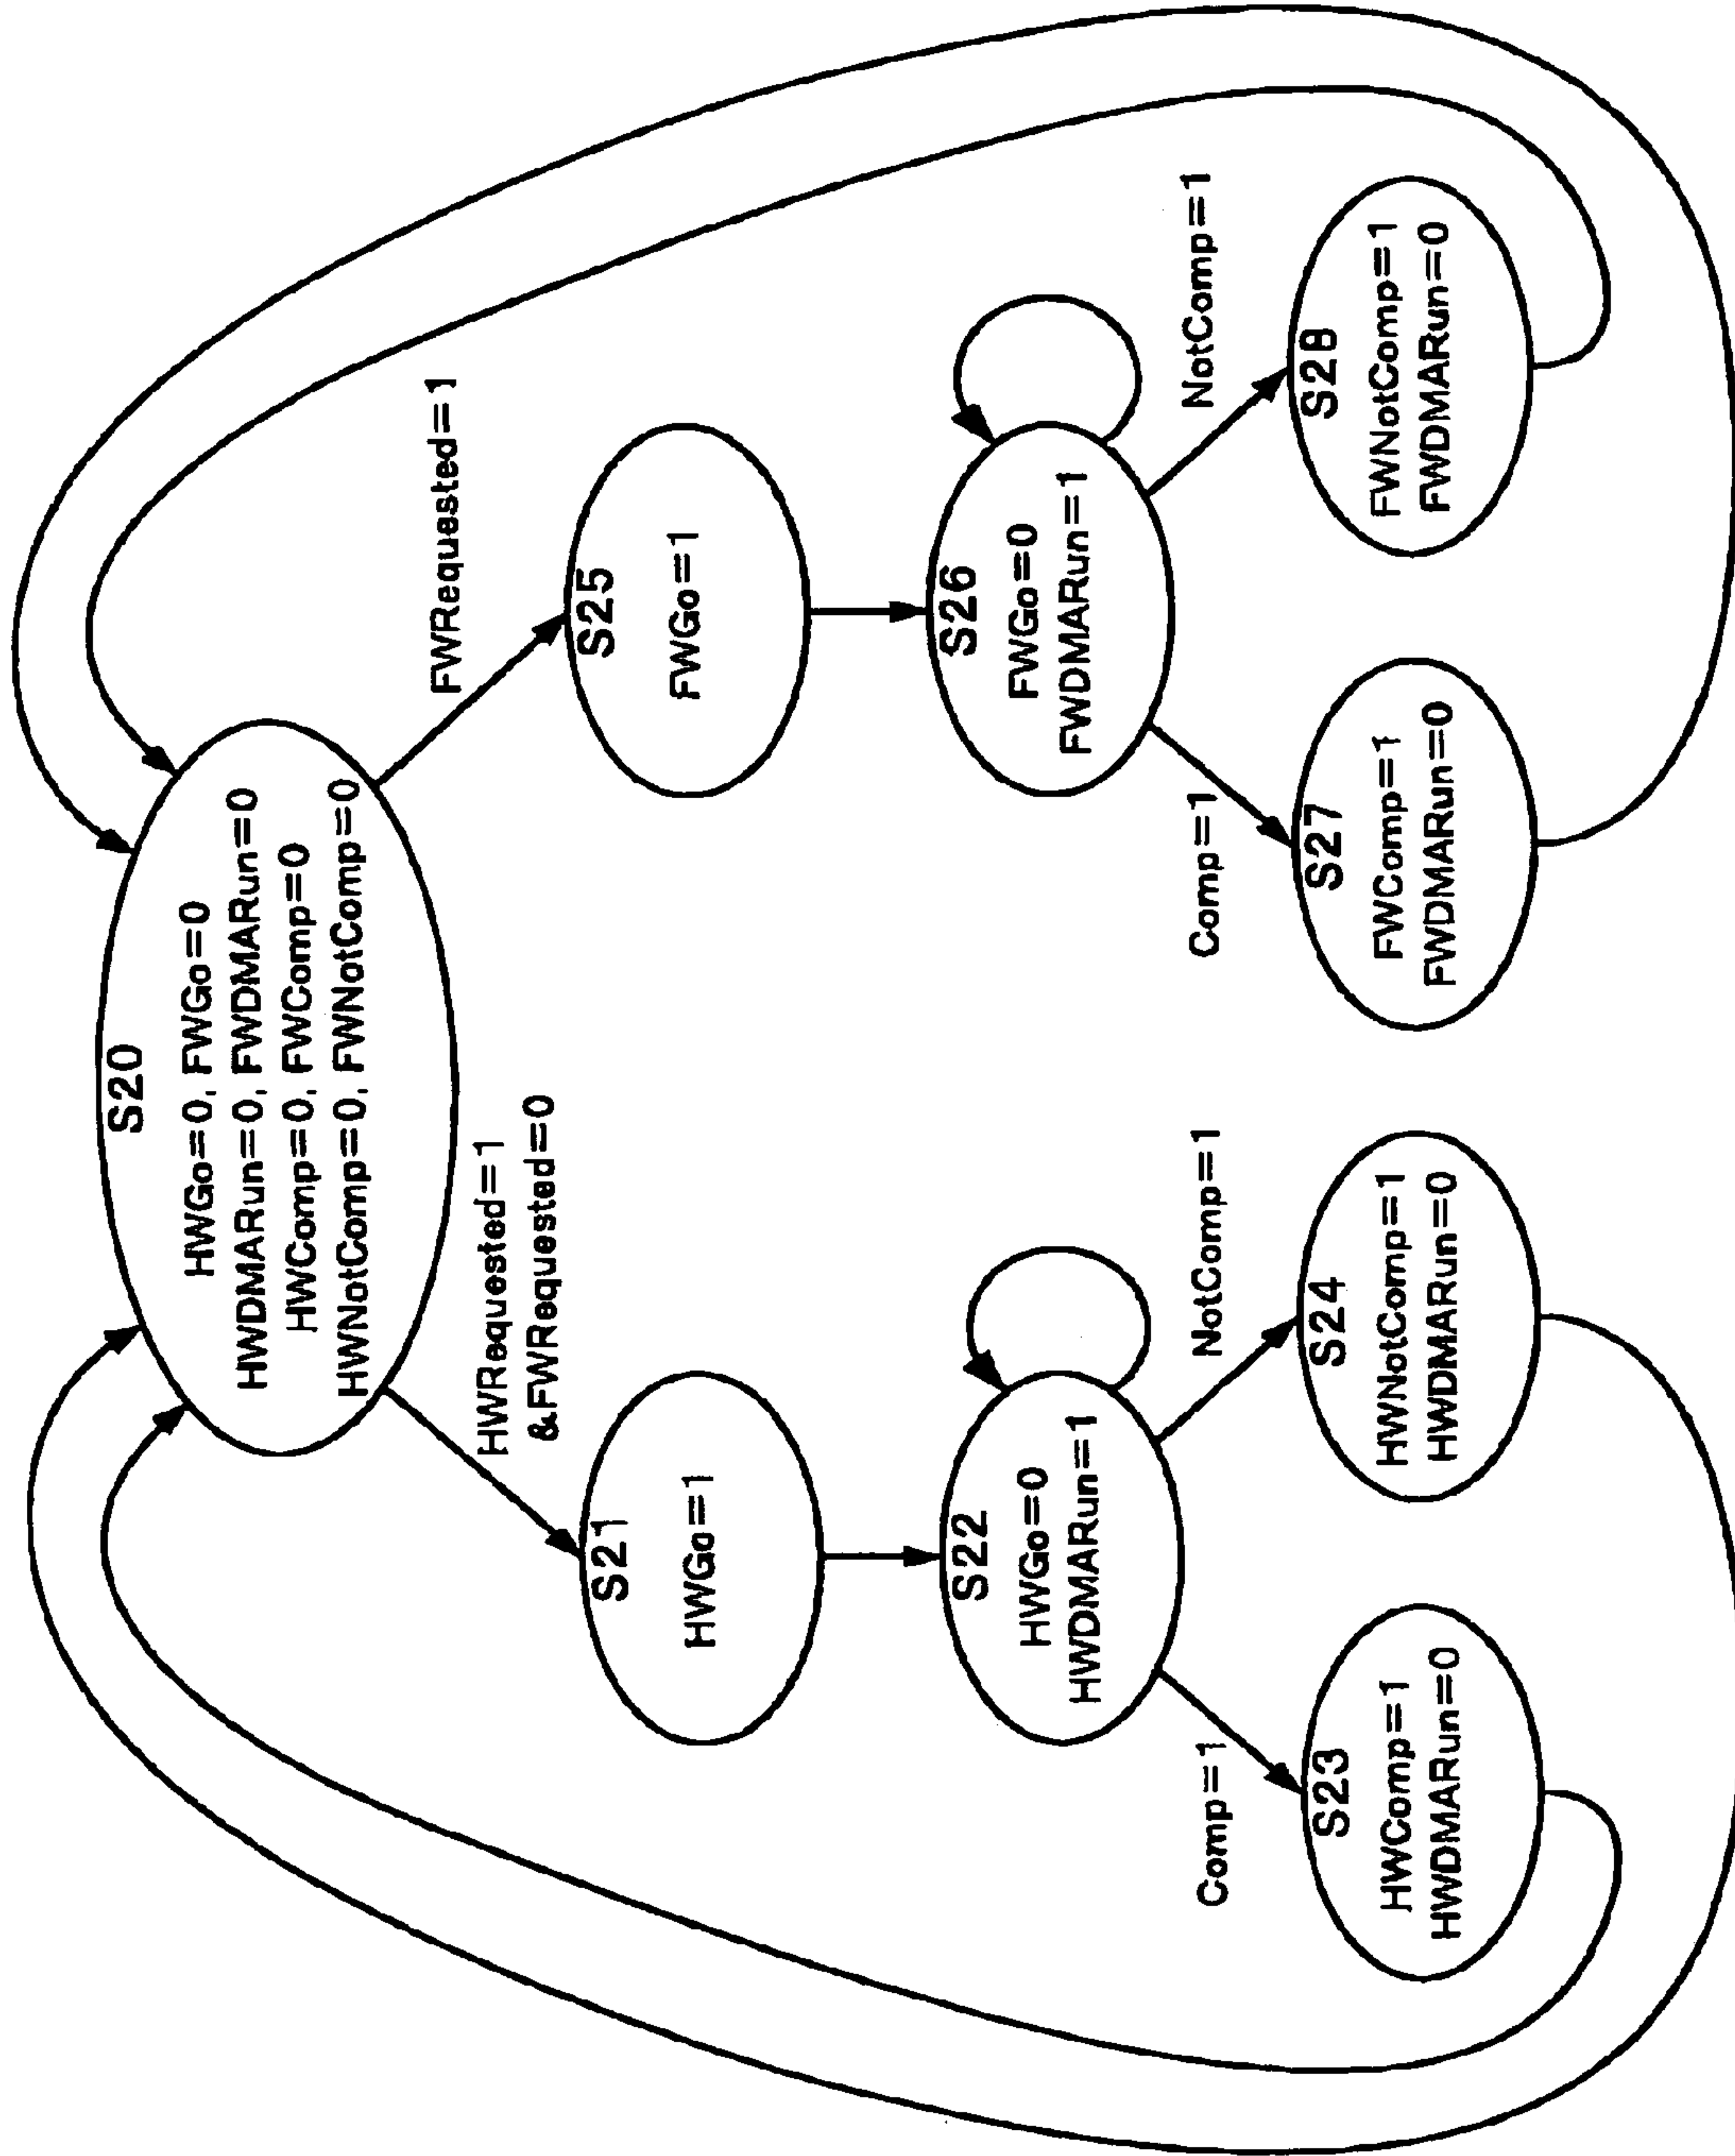 S20
HWGo=0, FWGo=0
HWDMARun=0, FWDMARun=0
HWComp=0, FWComp=0
HWNotComp=0, FWNotComp=0
HWRequested=1
&FWRequested=0
FWRequested=1
S21
HWGo=1
S25
FWGo=1
S22
HWGo=0
HWDMARun=1
S26
FWGo=0
FWDMARun=1
Comp=1
NotComp=1
Comp=1
NotComp=1
S23
HWComp=1
HWDMARun=0
S24
HWNotComp=1
HWDMARun=0
S27
FWComp=1
FWDMARun=0
S28
FWNotComp=1
FWDMARun=0